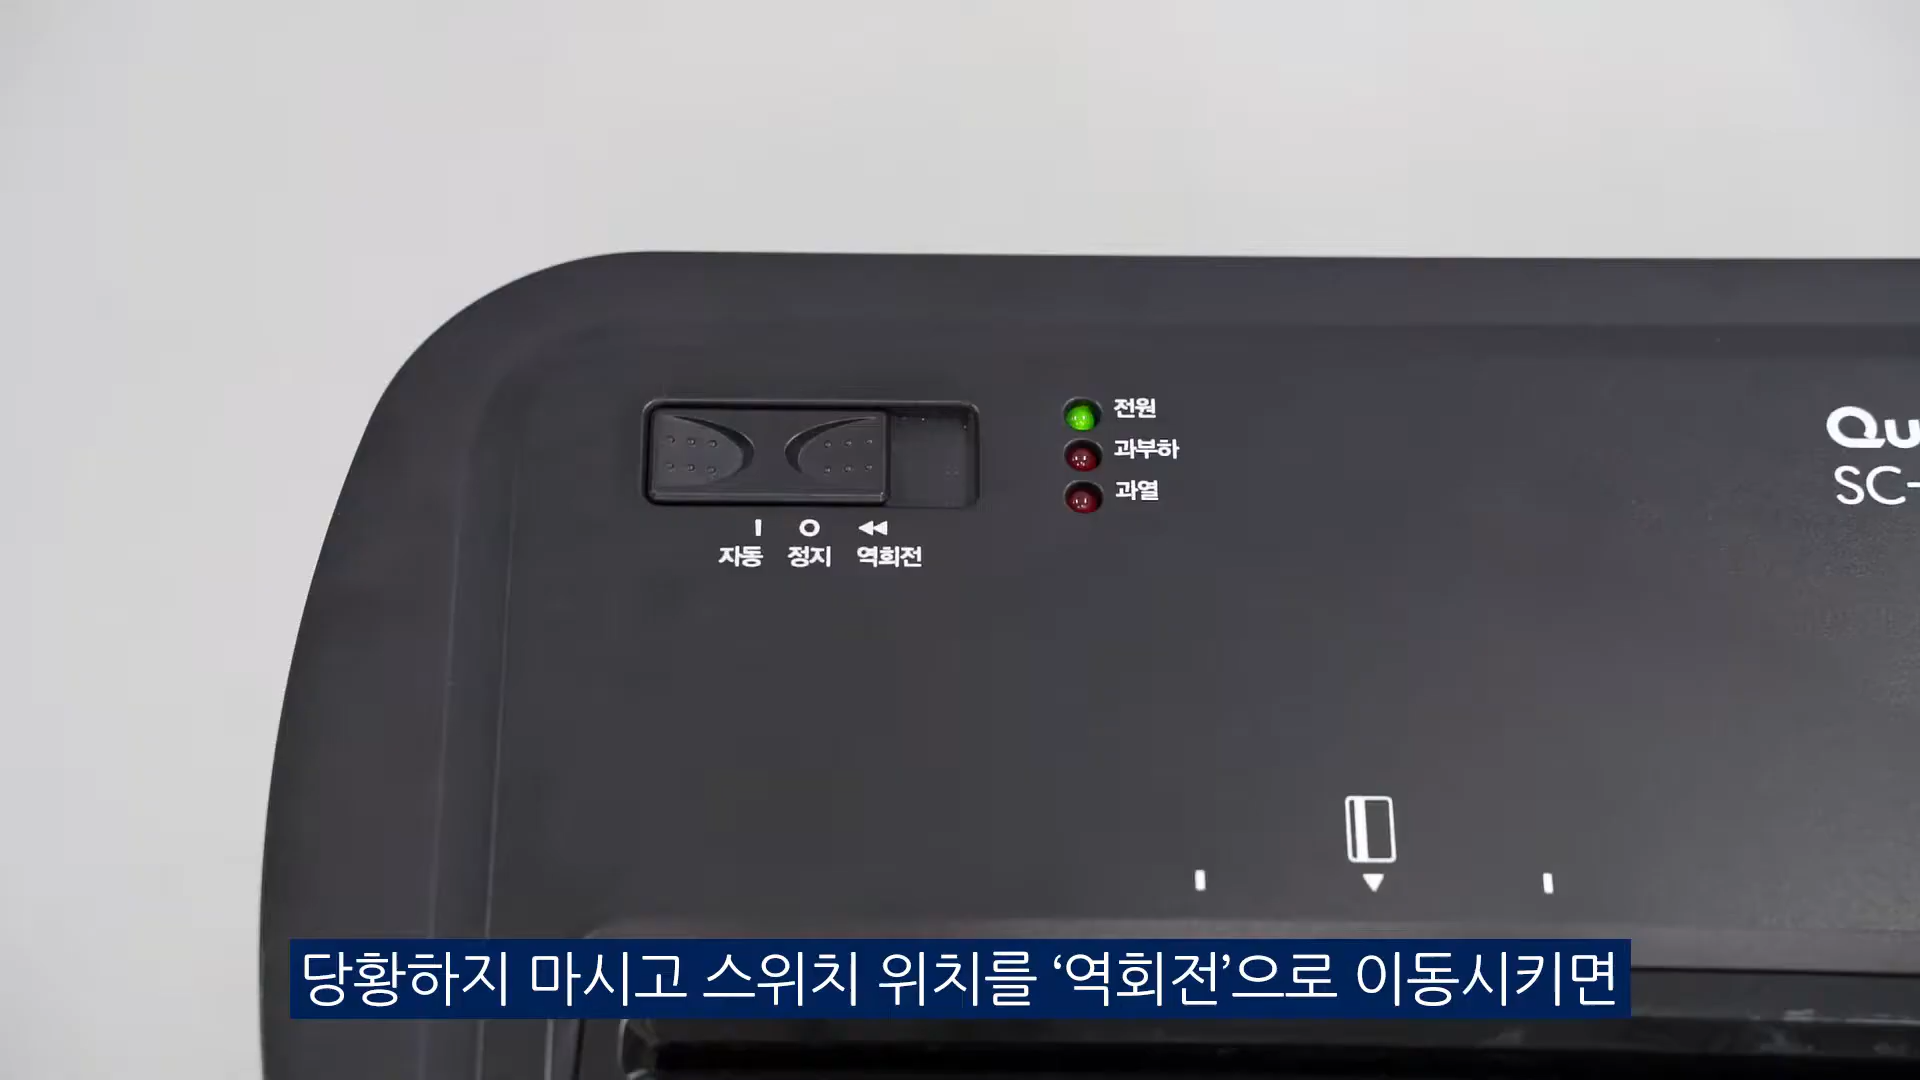 전원
과부하
과열
I O ◀◀
자동 정지 역회전
Qu
SC-
당황하지 마시고 스위치 위치를 ‘역회전’으로 이동시키면